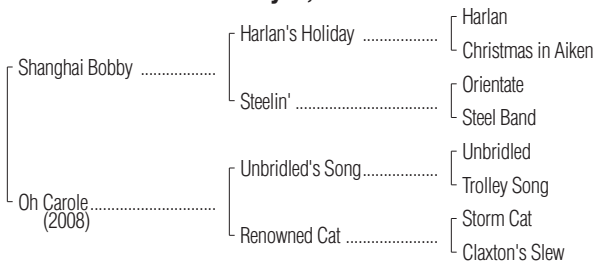 Harlan
Harlan's Holiday ..................
Christmas in Aiken
Shanghai Bobby ..................
Orientate
Steelin' ..................................
Steel Band
Unbridled
Unbridled's Song..................
Trolley Song
Oh Carole..............................
(2008)
Storm Cat
Renowned Cat ......................
Claxton's Slew